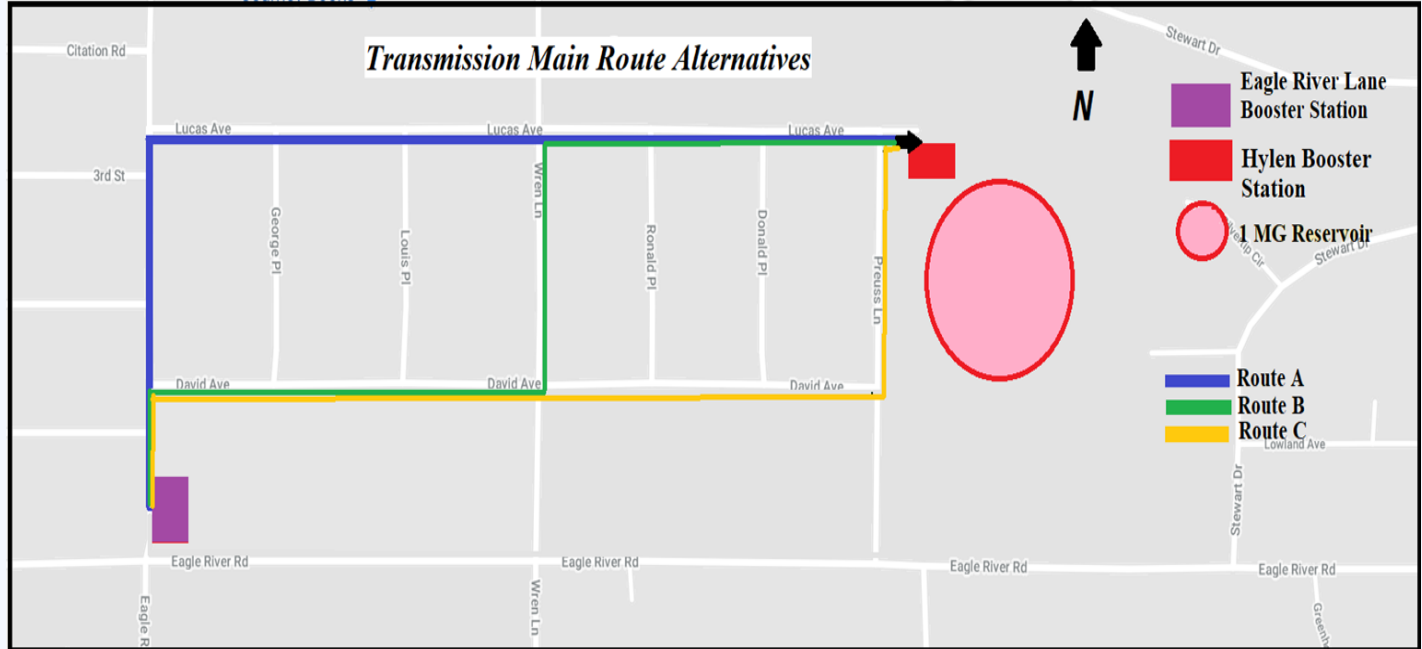 Citation Rd
Transmission Main Route Alternatives
Stewart Dr
N
Eagle River Lane
Booster Station
Lucas Ave
Lucas Ave
Lucas Ave
Hylen Booster
Station
3rd St
Wren Ln
George Pl
Louis Pl
Ronald Pl
Donald Pl
Preuss Ln
1 MG Reservoir
Stewart Dr
Cir
David Ave
David Ave
David Ave
Route A
Route B
Route C
Lowland Ave
Stewart Dr
Eagle River Rd
Eagle River Rd
Eagle River Rd
Eagle River Rd
Eagle R
Wren Ln
Greenh